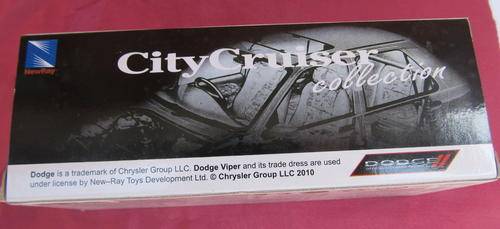 NewRay
CityCruiser
collection
Dodge is a trademark of Chrysler Group LLC. Dodge Viper and its trade dress are used
under license by New–Ray Toys Development Ltd. © Chrysler Group LLC 2010
DODGE